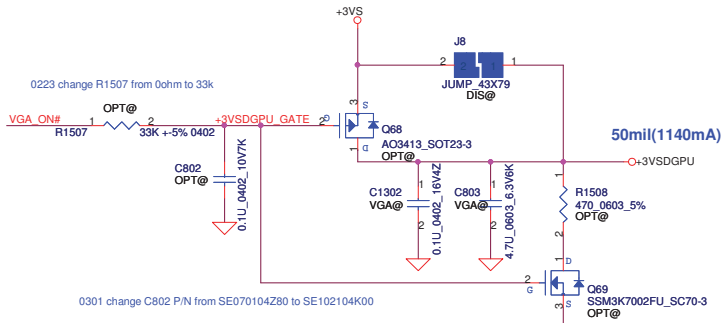 +3VS
J8
2
2
1
1
JUMP_43X79
DIS@
0223 change R1507 from 0ohm to 33k
OPT@
VGA_ON#
1
2
R1507
33K +-5% 0402
+3VSDGPU_GATE
2
G
3
S
1
D
Q68
AO3413_SOT23-3
OPT@
50mil(1140mA)
+3VSDGPU
C802
OPT@
0.1U_0402_10V7K
C1302
VGA@
1
2
0.1U_0402_16V4Z
C803
VGA@
1
2
4.7U_0603_6.3V6K
1
2
R1508
470_0603_5%
OPT@
1
D
2
G
3
S
Q69
SSM3K7002FU_SC70-3
OPT@
0301 change C802 P/N from SE070104Z80 to SE102104K00